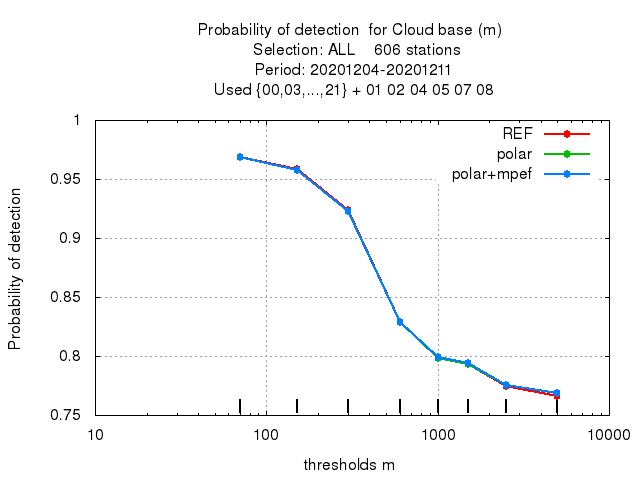 Probability of detection  for Cloud base (m)
Selection: ALL    606 stations
Period: 20201204-20201211
Used {00,03,...,21} + 01 02 04 05 07 08
REF
polar
polar+mpef
Probability of detection
1
0.95
0.9
0.85
0.8
0.75
10 100 1000 10000
thresholds m